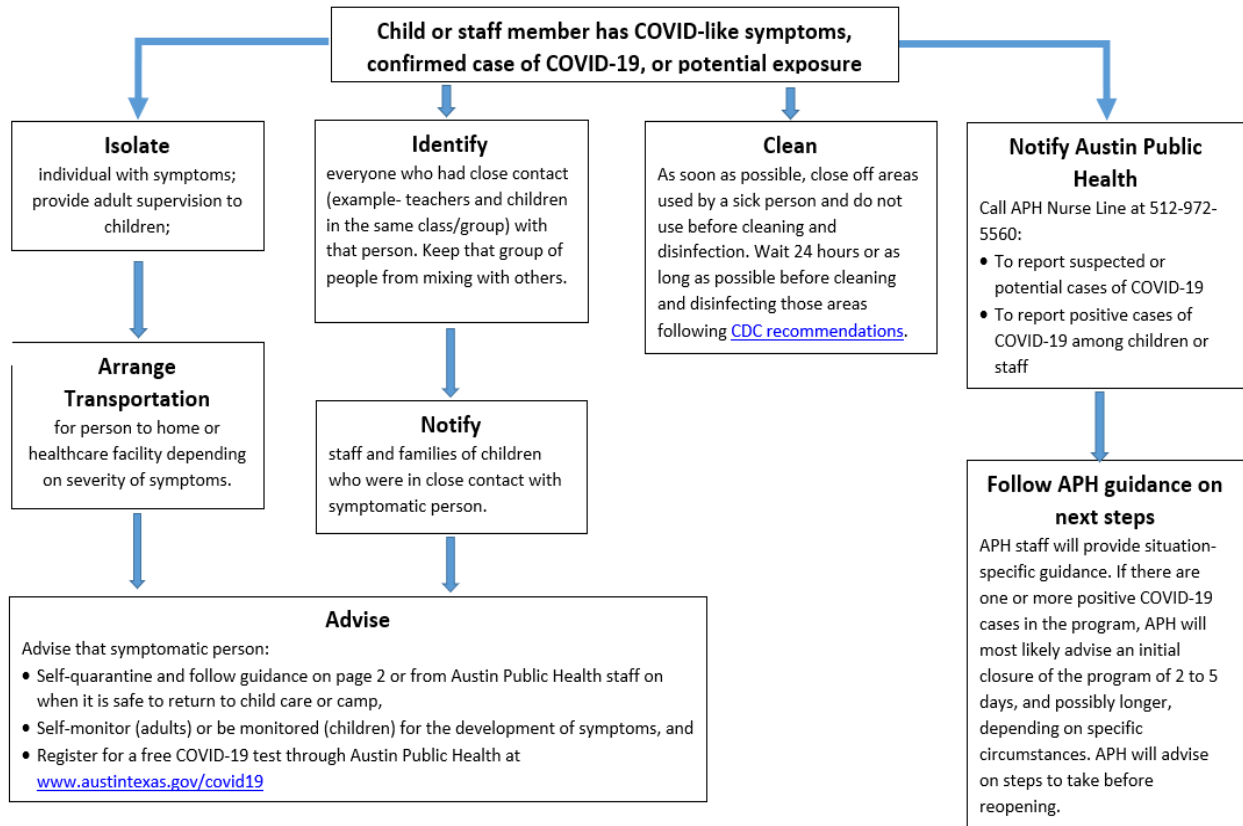 Child or staff member has COVID-like symptoms,
confirmed case of COVID-19, or potential exposure
Isolate
individual with symptoms;
provide adult supervision to
children;
Arrange
Transportation
for person to home or
healthcare facility depending
on severity of symptoms.
Identify
everyone who had close contact
(example- teachers and children
in the same class/group) with
that person. Keep that group of
people from mixing with others.
Notify
staff and families of children
who were in close contact with
symptomatic person.
Advise
Advise that symptomatic person:
• Self-quarantine and follow guidance on page 2 or from Austin Public Health staff on
when it is safe to return to child care or camp,
• Self-monitor (adults) or be monitored (children) for the development of symptoms, and
• Register for a free COVID-19 test through Austin Public Health at
www.austintexas.gov/covid19
Clean
As soon as possible, close off areas
used by a sick person and do not
use before cleaning and
disinfection. Wait 24 hours or as
long as possible before cleaning
and disinfecting those areas
following CDC recommendations.
Notify Austin Public
Health
Call APH Nurse Line at 512-972-
5560:
• To report suspected or
potential cases of COVID-19
• To report positive cases of
COVID-19 among children or
staff
Follow APH guidance on
next steps
APH staff will provide situation-
specific guidance. If there are
one or more positive COVID-19
cases in the program, APH will
most likely advise an initial
closure of the program of 2 to 5
days, and possibly longer,
depending on specific
circumstances. APH will advise
on steps to take before
reopening.